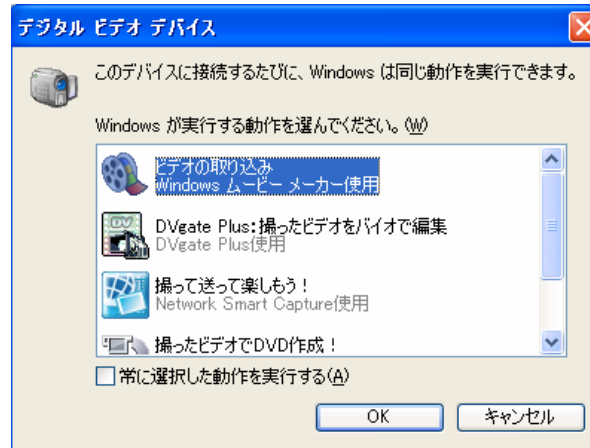 デジタル ビデオ デバイス
このデバイスに接続するたびに、Windows は同じ動作を実行できます。
Windows が実行する動作を選んでください。(W)
ビデオの取り込み
Windows ムービー メーカー使用
DVgate Plus:撮ったビデオをバイオで編集
DVgate Plus使用
撮って送って楽しもう!
Network Smart Capture使用
撮ったビデオでDVD作成!
常に選択した動作を実行する(A)
OK
キャンセル